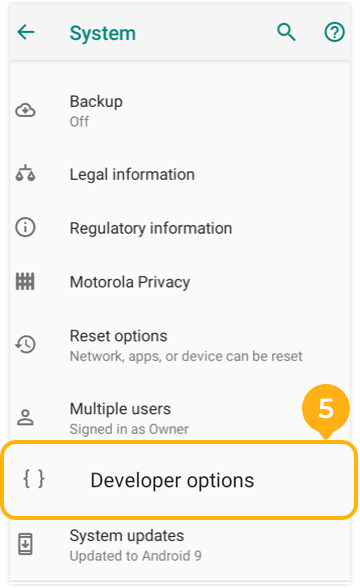 System
Backup
Off
Legal information
Regulatory information
Motorola Privacy
Reset options
Network, apps, or device can be reset
Multiple users
Signed in as Owner
5
{ } Developer options
System updates
Updated to Android 9